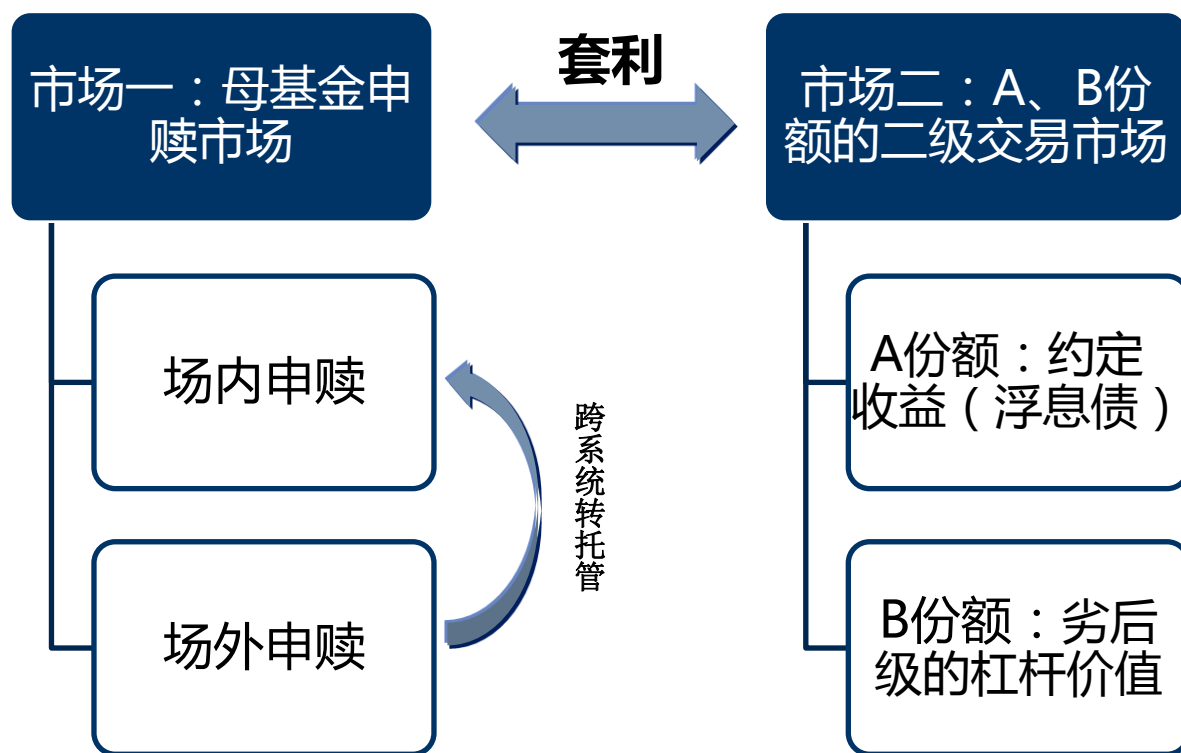 市场一：母基金申
赎市场
套利
市场二：A、B份
额的二级交易市场
场内申赎
场外申赎
跨系统转托管
A份额：约定
收益（浮息债）
B份额：劣后
级的杠杆价值